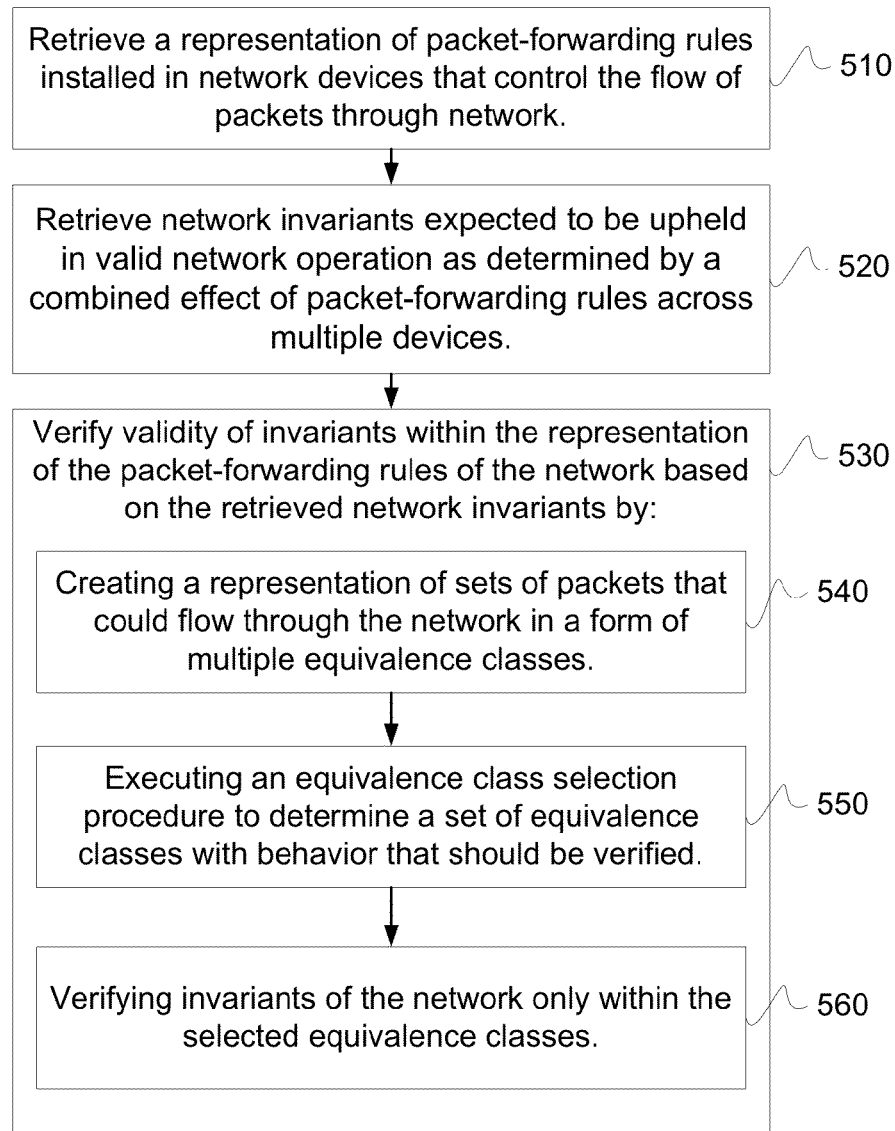 Retrieve a representation of packet-forwarding rules
installed in network devices that control the flow of
packets through network.
510
Retrieve network invariants expected to be upheld
in valid network operation as determined by a
combined effect of packet-forwarding rules across
multiple devices.
520
Verify validity of invariants within the representation
of the packet-forwarding rules of the network based
on the retrieved network invariants by:
530
Creating a representation of sets of packets that
could flow through the network in a form of
multiple equivalence classes.
540
Executing an equivalence class selection
procedure to determine a set of equivalence
classes with behavior that should be verified.
550
Verifying invariants of the network only within the
selected equivalence classes.
560